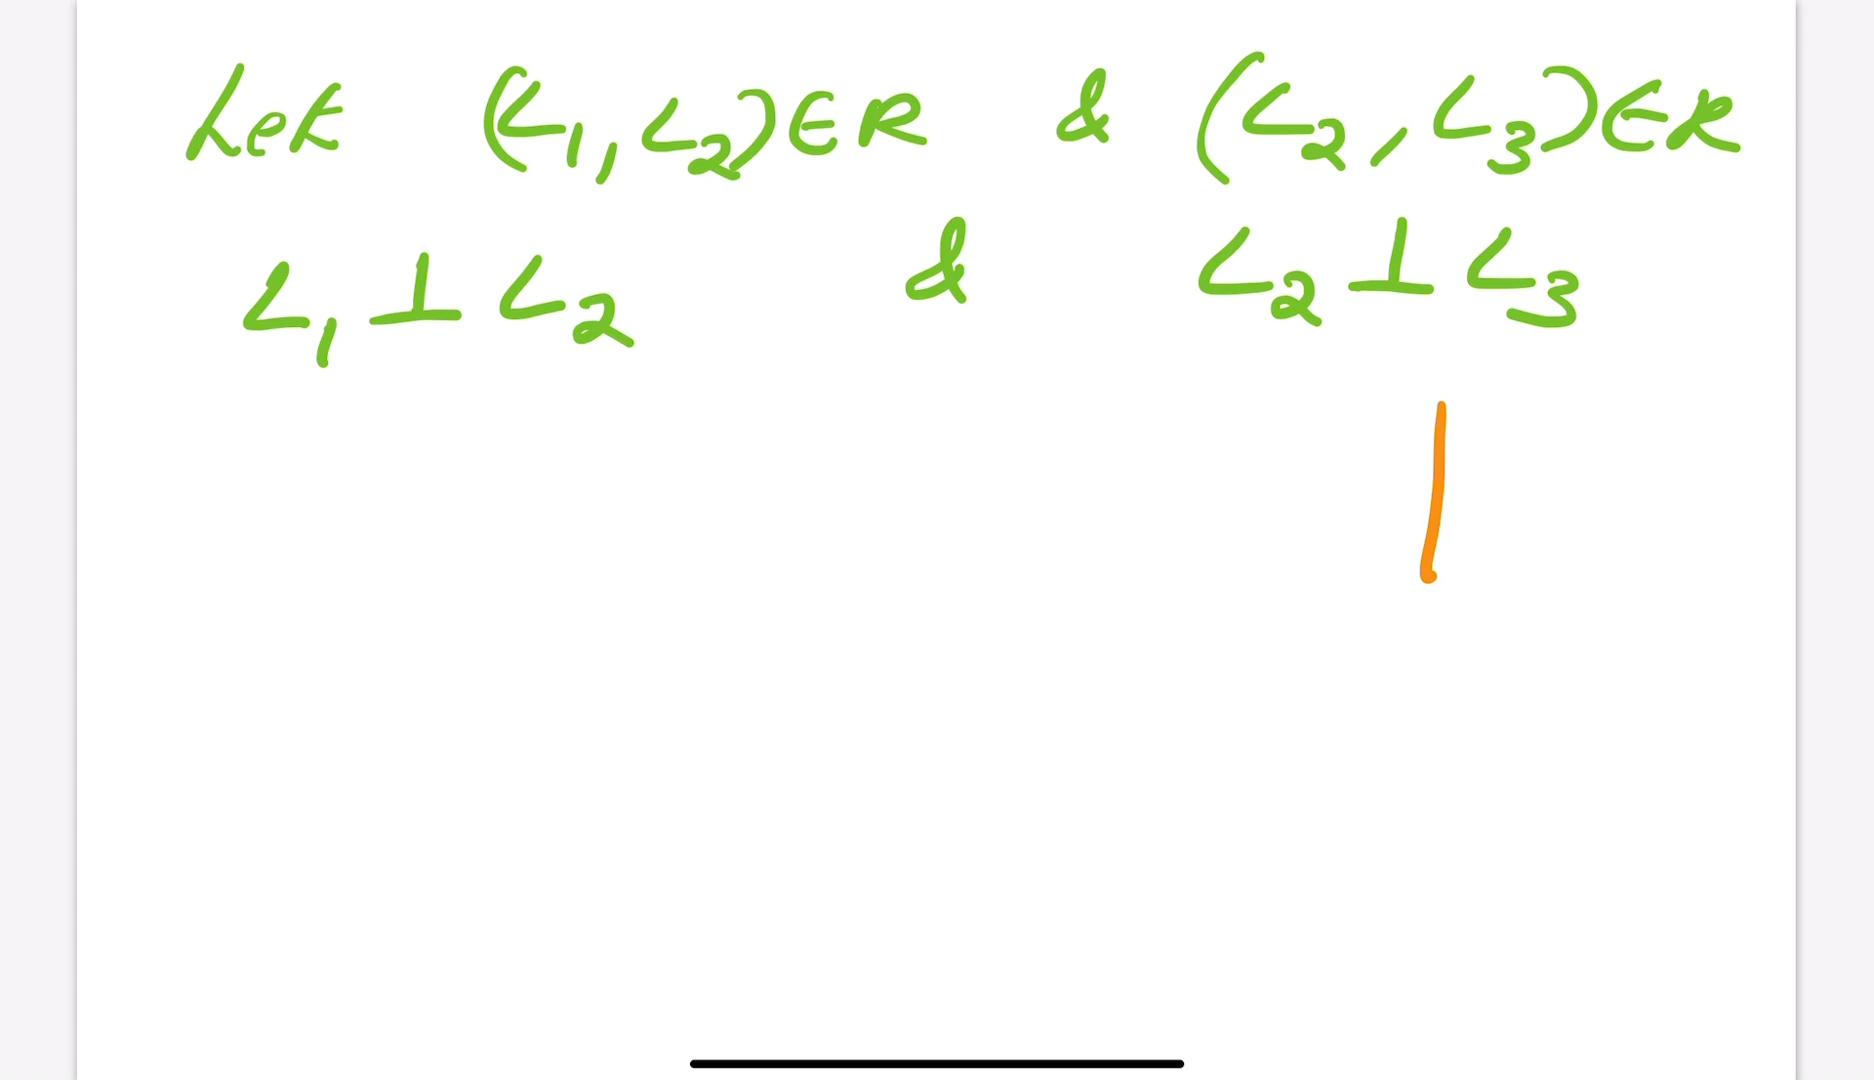 Let (L₁, L₂) ∈ R & (L₂, L₃) ∈ R
L₁ ⊥ L₂ & L₂ ⊥ L₃